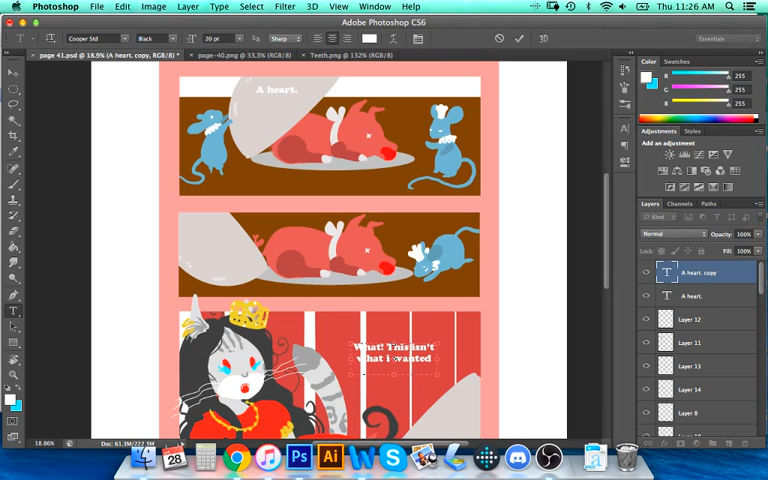 Photoshop File Edit Image Layer Type Select Filter 3D View Window Help Thu 11:26 AM
Adobe Photoshop CS6
Cooper Std Black 20 pt Sharp 3D Essentials
page 41.psd @ 18.9% (A heart. copy, RGB/8) * page-40.png @ 33.3% (RGB/8) Teeth.png @ 132% (RGB/8)
Color Swatches
R 255
G 255
B 255
Adjustments Styles
Add an adjustment
Layers Channels Paths
Kind
Normal Opacity: 100%
Lock: Fill: 100%
A heart. copy
A heart.
Layer 12
Layer 11
Layer 13
Layer 14
Layer 8
A heart.
What! This isn't
what i wanted
18.86% Doc: 61.3M/222.5M
28
Ps Ai